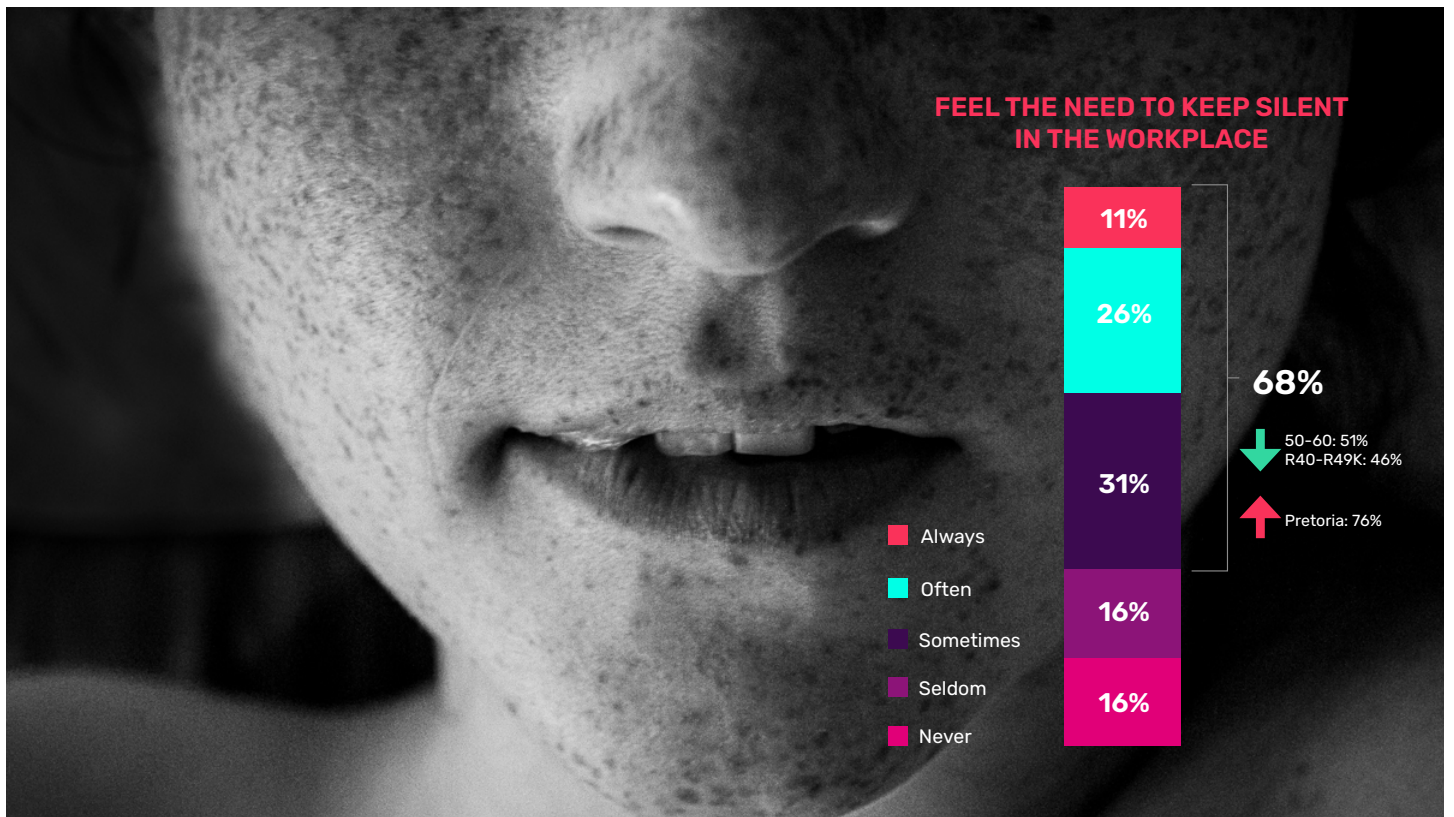 FEEL THE NEED TO KEEP SILENT
IN THE WORKPLACE
11%
26%
31%
16%
16%
68%
50-60: 51%
R40-R49K: 46%
Pretoria: 76%
Always
Often
Sometimes
Seldom
Never